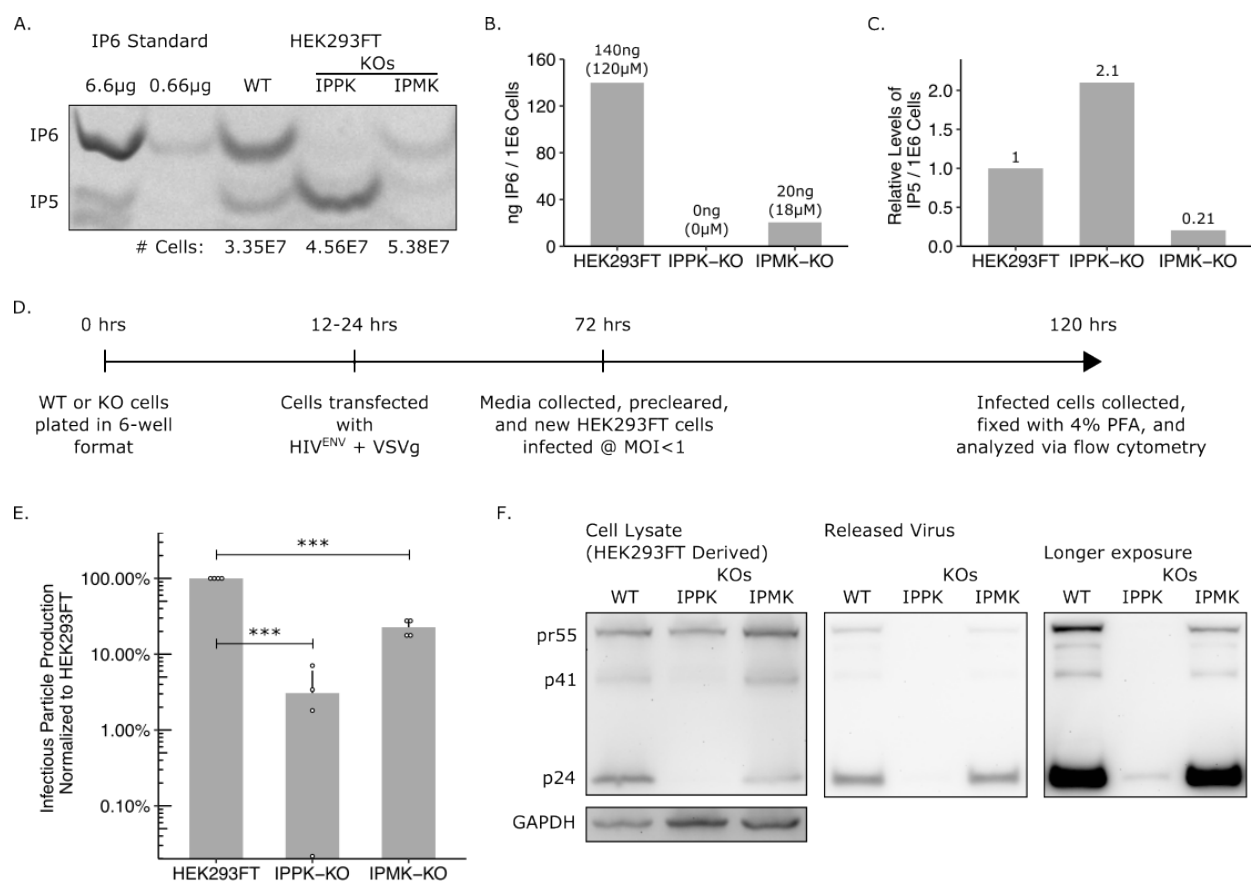 A.
IP6 Standard HEK293FT
KOs
6.6µg 0.66µg WT IPPK IPMK
IP6
IP5
# Cells: 3.35E7 4.56E7 5.38E7
B.
ng IP6 / 1E6 Cells
160
120
80
40
0
140ng
(120µM)
0ng
(0µM)
20ng
(18µM)
HEK293FT IPPK–KO IPMK–KO
C.
Relative Levels of
IP5 / 1E6 Cells
2.0
1.5
1.0
0.5
0.0
1
2.1
0.21
HEK293FT IPPK–KO IPMK–KO
D.
0 hrs 12-24 hrs 72 hrs 120 hrs
WT or KO cells
plated in 6-well
format
Cells transfected
with
HIVᴱᴺⱽ + VSVg
Media collected, precleared,
and new HEK293FT cells
infected @ MOI<1
Infected cells collected,
fixed with 4% PFA, and
analyzed via flow cytometry
E.
Infectious Particle Production
Normalized to HEK293FT
100.00%
10.00%
1.00%
0.10%
***
***
HEK293FT IPPK–KO IPMK–KO
F.
Cell Lysate
(HEK293FT Derived)
KOs
WT IPPK IPMK
pr55
p41
p24
GAPDH
Released Virus
KOs
WT IPPK IPMK
Longer exposure
KOs
WT IPPK IPMK